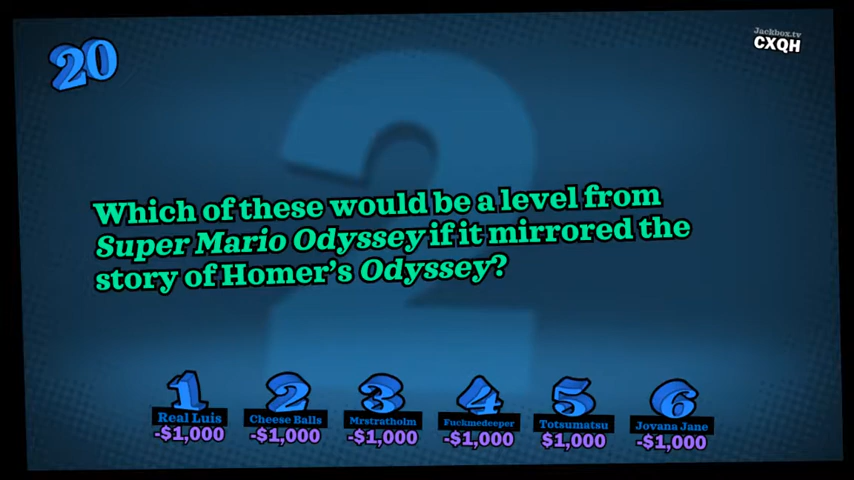 20
Jackbox.tv
CXQH
Which of these would be a level from
Super Mario Odyssey if it mirrored the
story of Homer's Odyssey?
2
1 2 3 4 5 6
Real Luis Cheese Balls Mrstratholm Fuckmedeeper Totsumatsu Jovana Jane
-$1,000 -$1,000 -$1,000 -$1,000 $1,000 -$1,000